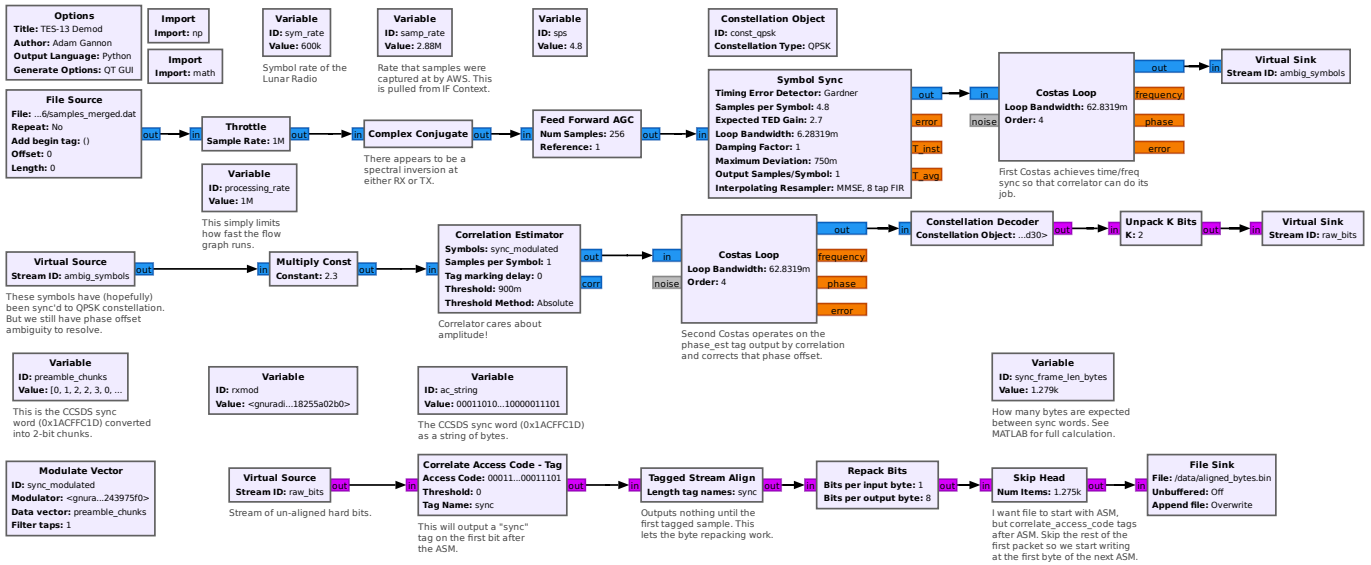 Options
Title: TES-13 Demod
Author: Adam Gannon
Output Language: Python
Generate Options: QT GUI
Import
Import: np
Import
Import: math
Variable
ID: sym_rate
Value: 600k
Symbol rate of the
Lunar Radio
Variable
ID: samp_rate
Value: 2.88M
Rate that samples were
captured at by AWS. This
is pulled from IF Context.
Variable
ID: sps
Value: 4.8
Constellation Object
ID: const_qpsk
Constellation Type: QPSK
File Source
File: ...6/samples_merged.dat
Repeat: No
Add begin tag: ()
Offset: 0
Length: 0
out
in
Throttle
Sample Rate: 1M
out
Variable
ID: processing_rate
Value: 1M
This simply limits
how fast the flow
graph runs.
in
Complex Conjugate
out
There appears to be a
spectral inversion at
either RX or TX.
in
Feed Forward AGC
Num Samples: 256
Reference: 1
out
in
Symbol Sync
Timing Error Detector: Gardner
Samples per Symbol: 4.8
Expected TED Gain: 2.7
Loop Bandwidth: 6.28319m
Damping Factor: 1
Maximum Deviation: 750m
Output Samples/Symbol: 1
Interpolating Resampler: MMSE, 8 tap FIR
out
error
T_inst
T_avg
in
noise
Costas Loop
Loop Bandwidth: 62.8319m
Order: 4
out
frequency
phase
error
First Costas achieves time/freq
sync so that correlator can do its
job.
in
Virtual Sink
Stream ID: ambig_symbols
Virtual Source
Stream ID: ambig_symbols
out
These symbols have (hopefully)
been sync'd to QPSK constellation.
But we still have phase offset
ambiguity to resolve.
in
Multiply Const
Constant: 2.3
out
in
Correlation Estimator
Symbols: sync_modulated
Samples per Symbol: 1
Tag marking delay: 0
Threshold: 900m
Threshold Method: Absolute
out
corr
Correlator cares about
amplitude!
in
noise
Costas Loop
Loop Bandwidth: 62.8319m
Order: 4
out
frequency
phase
error
Second Costas operates on the
phase_est tag output by correlation
and corrects that phase offset.
in
Constellation Decoder
Constellation Object: ...d30>
out
in
Unpack K Bits
K: 2
out
in
Virtual Sink
Stream ID: raw_bits
Variable
ID: preamble_chunks
Value: [0, 1, 2, 2, 3, 0, ...
This is the CCSDS sync
word (0x1ACFFC1D) converted
into 2-bit chunks.
Variable
ID: rxmod
Value: <gnuradi...18255a02b0>
Variable
ID: ac_string
Value: 00011010...10000011101
The CCSDS sync word (0x1ACFFC1D)
as a string of bytes.
Variable
ID: sync_frame_len_bytes
Value: 1.279k
How many bytes are expected
between sync words. See
MATLAB for full calculation.
Modulate Vector
ID: sync_modulated
Modulator: <gnura...243975f0>
Data vector: preamble_chunks
Filter taps: 1
Virtual Source
Stream ID: raw_bits
out
Stream of un-aligned hard bits.
in
Correlate Access Code - Tag
Access Code: 00011...00011101
Threshold: 0
Tag Name: sync
out
This will output a "sync"
tag on the first bit after
the ASM.
in
Tagged Stream Align
Length tag names: sync
out
Outputs nothing until the
first tagged sample. This
lets the byte repacking work.
in
Repack Bits
Bits per input byte: 1
Bits per output byte: 8
out
in
Skip Head
Num Items: 1.275k
out
I want file to start with ASM,
but correlate_access_code tags
after ASM. Skip the rest of the
first packet so we start writing
at the first byte of the next ASM.
in
File Sink
File: /data/aligned_bytes.bin
Unbuffered: Off
Append file: Overwrite